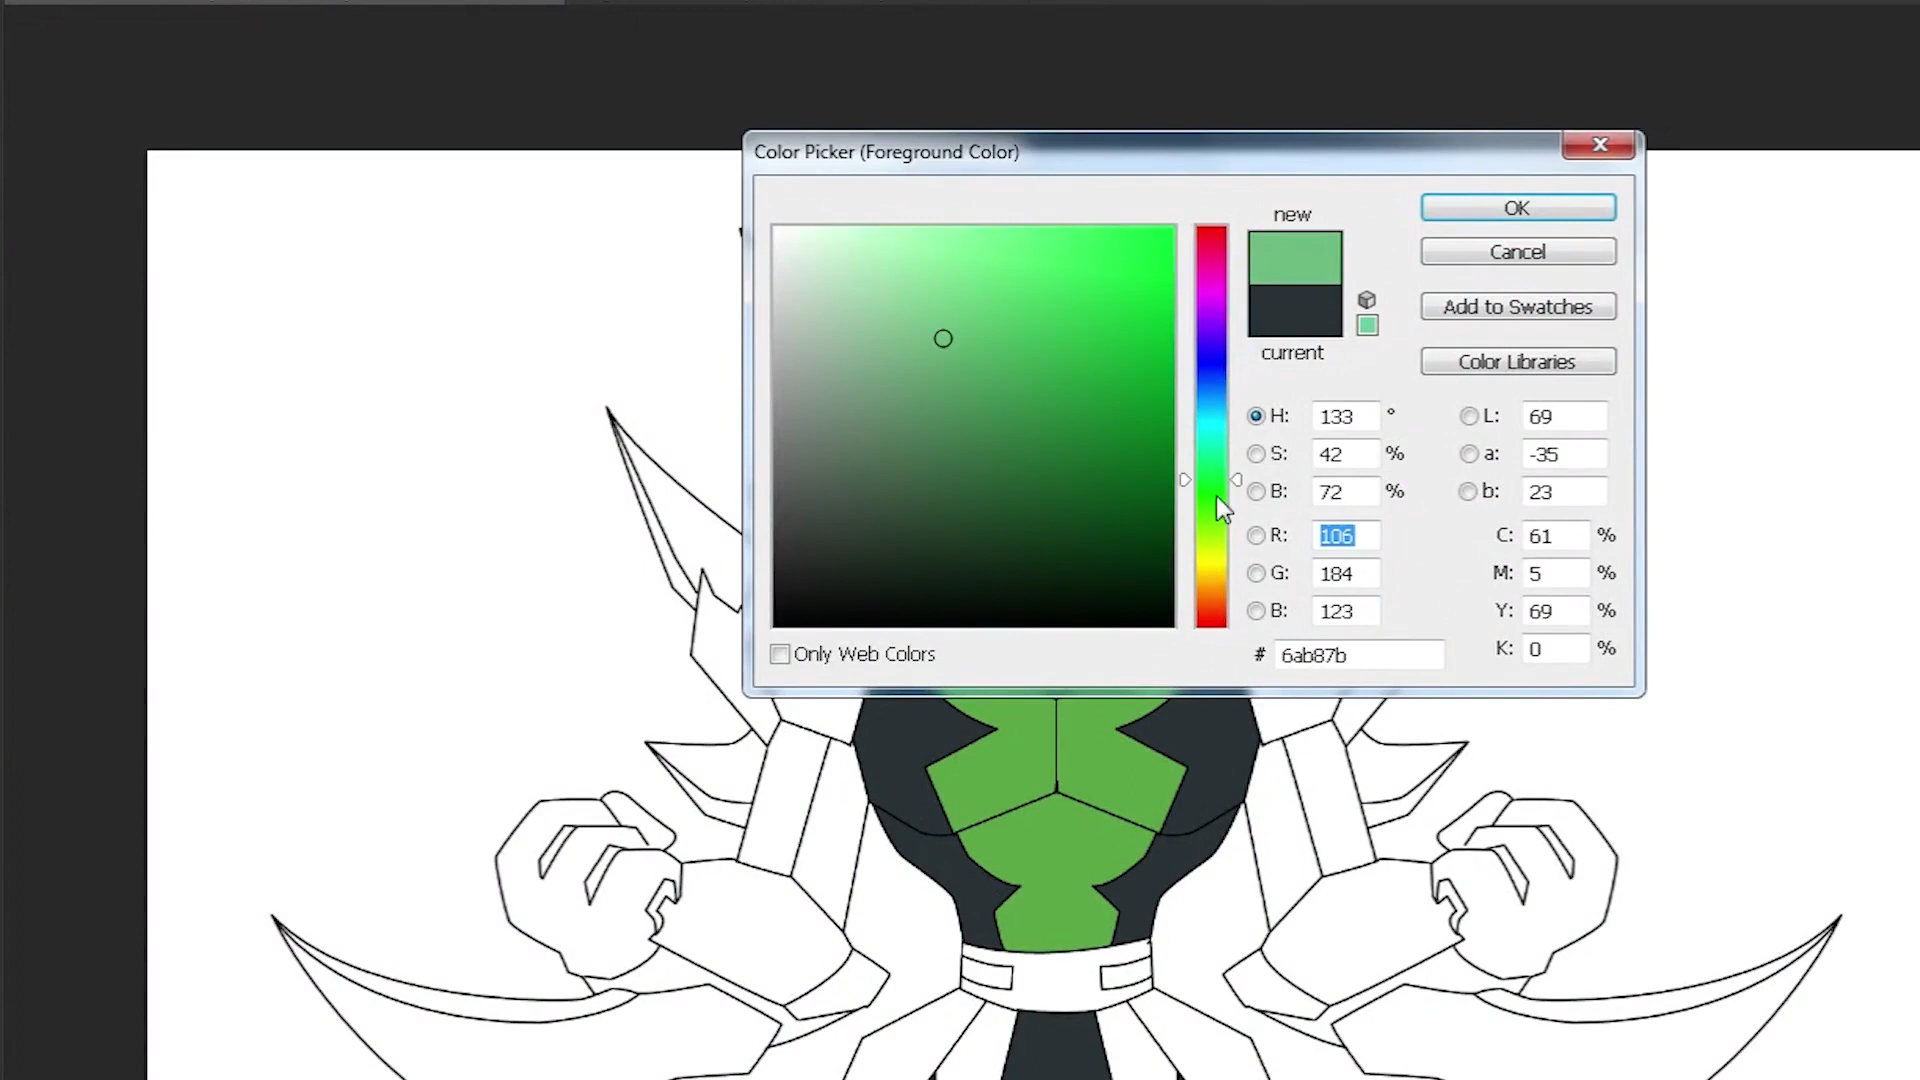 Color Picker (Foreground Color)
new
current
OK
Cancel
Add to Swatches
Color Libraries
H: 133 °
S: 42 %
B: 72 %
R: 106
G: 184
B: 123
# 6ab87b
L: 69
a: -35
b: 23
C: 61 %
M: 5 %
Y: 69 %
K: 0 %
Only Web Colors